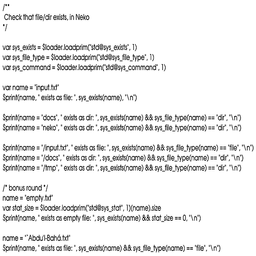 /**
Check that file/dir exists, in Neko
*/
var sys_exists = $loader.loadprim("std@sys_exists", 1)
var sys_file_type = $loader.loadprim("std@sys_file_type", 1)
var sys_command = $loader.loadprim("std@sys_command", 1)
var name = "input.txt"
$print(name, " exists as file: ", sys_exists(name), "\n")
$print(name = "docs", " exists as dir: ", sys_exists(name) && sys_file_type(name) == "dir", "\n")
$print(name = "neko", " exists as dir: ", sys_exists(name) && sys_file_type(name) == "dir", "\n")
$print(name = "/input.txt", " exists as file: ", sys_exists(name) && sys_file_type(name) == "file", "\n")
$print(name = "/docs", " exists as dir: ", sys_exists(name) && sys_file_type(name) == "dir", "\n")
$print(name = "/tmp", " exists as dir: ", sys_exists(name) && sys_file_type(name) == "dir", "\n")
/* bonus round */
name = "empty.txt"
var stat_size = $loader.loadprim("std@sys_stat", 1)(name).size
$print(name, " exists as empty file: ", sys_exists(name) && stat_size == 0, "\n")
name = "`Abdu'l-Bahá.txt"
$print(name, " exists as file: ", sys_exists(name) && sys_file_type(name) == "file", "\n")